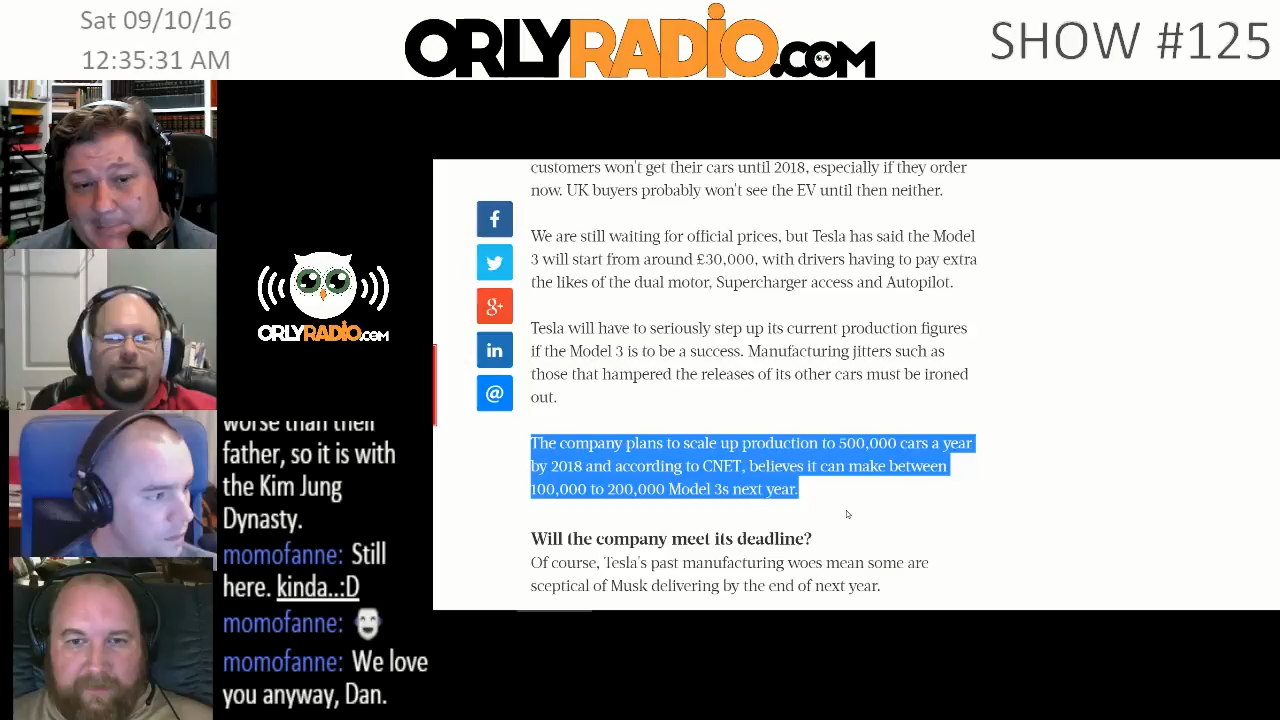 Sat 09/10/16
12:35:31 AM
ORLYRADiO.COM
SHOW #125
customers won't get their cars until 2018, especially if they order
now. UK buyers probably won't see the EV until then neither.
f
g+
in
@
We are still waiting for official prices, but Tesla has said the Model
3 will start from around £30,000, with drivers having to pay extra
the likes of the dual motor, Supercharger access and Autopilot.
Tesla will have to seriously step up its current production figures
if the Model 3 is to be a success. Manufacturing jitters such as
those that hampered the releases of its other cars must be ironed
out.
The company plans to scale up production to 500,000 cars a year
by 2018 and according to CNET, believes it can make between
100,000 to 200,000 Model 3s next year.
Will the company meet its deadline?
Of course, Tesla's past manufacturing woes mean some are
sceptical of Musk delivering by the end of next year.
ORLYRADiO.COM
worse than their
father, so it is with
the Kim Jung
Dynasty.
momofanne: Still
here. kinda..:D
momofanne:
momofanne: We love
you anyway, Dan.